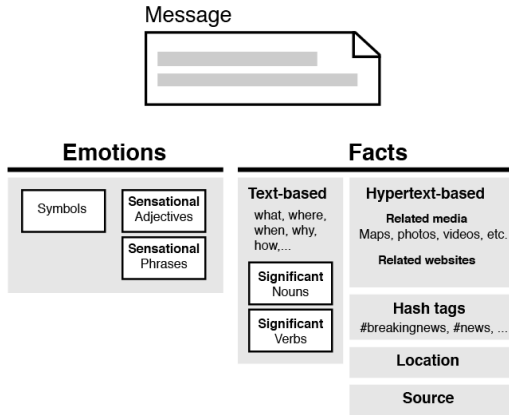 Message
Emotions
Symbols
Sensational
Adjectives
Sensational
Phrases
Facts
Text-based
what, where,
when, why,
how,...
Significant
Nouns
Significant
Verbs
Hypertext-based
Related media
Maps, photos, videos, etc.
Related websites
Hash tags
#breakingnews, #news, ...
Location
Source